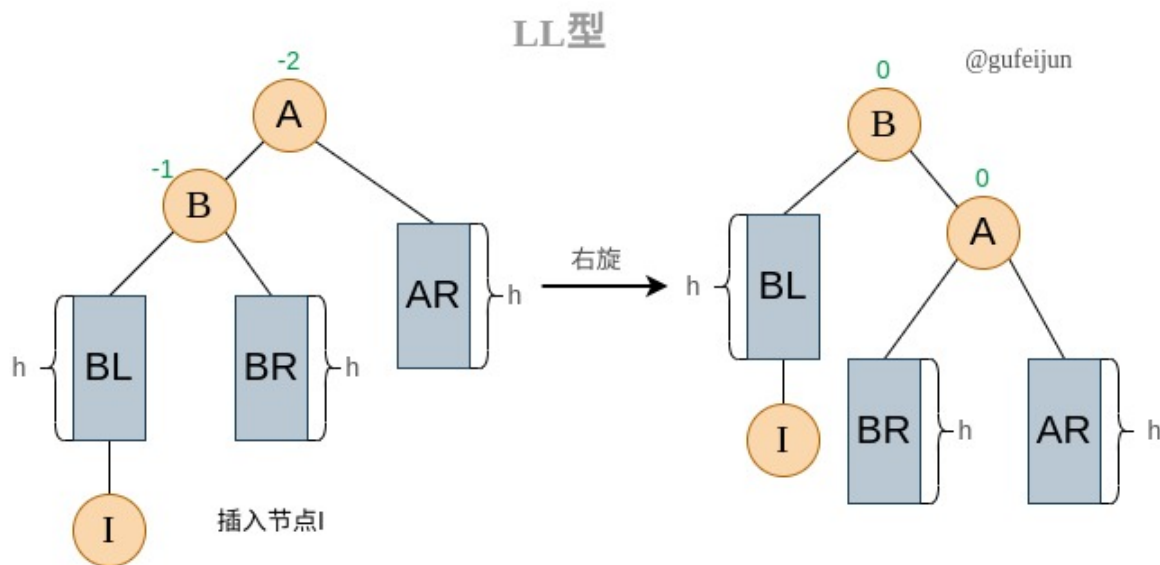 LL型
@gufeijun
-2
A
-1
B
BL
h
BR
h
AR
h
I
插入节点I
右旋
0
B
0
A
h
BL
I
BR
h
AR
h